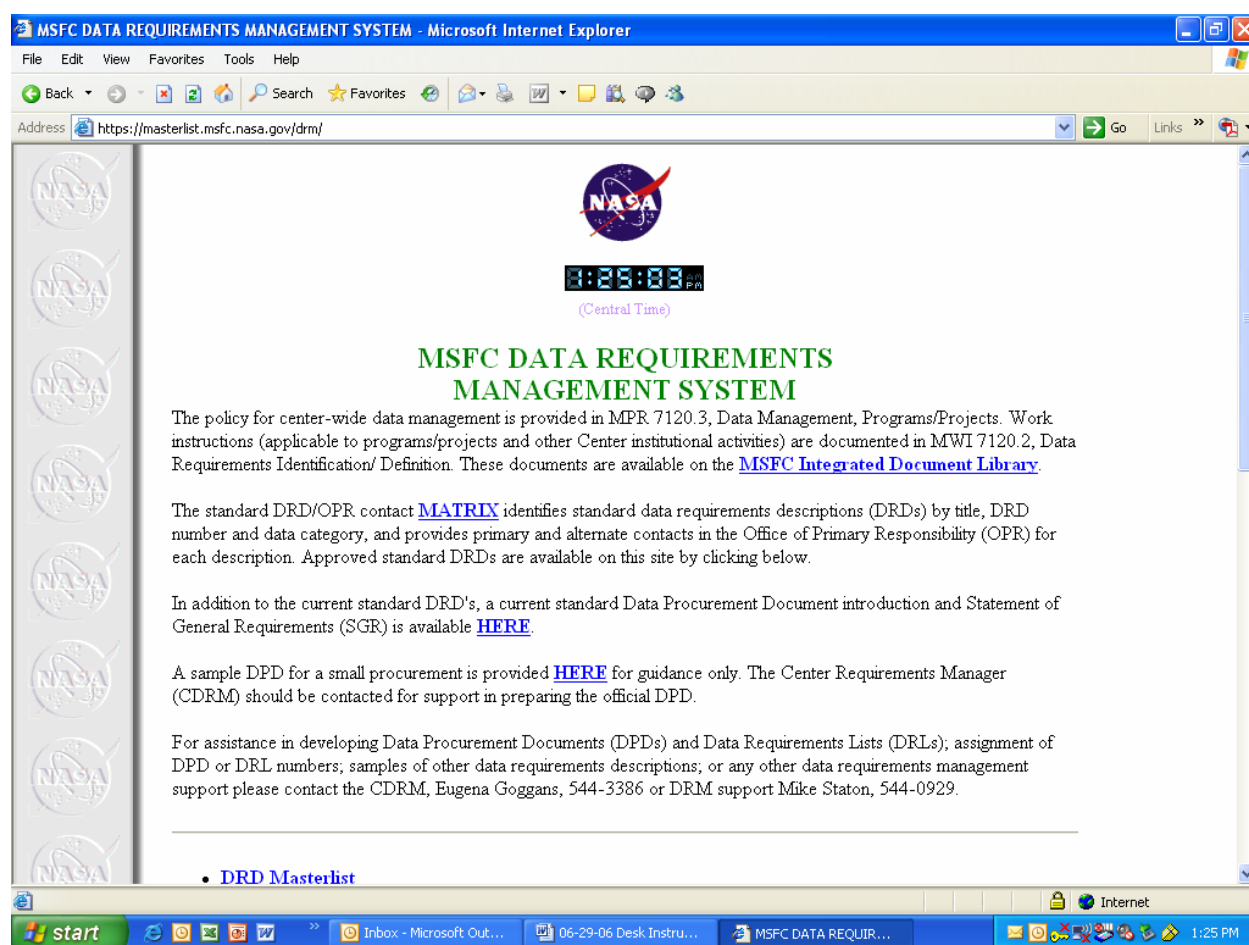 MSFC DATA REQUIREMENTS MANAGEMENT SYSTEM - Microsoft Internet Explorer
File Edit View Favorites Tools Help
Back Search Favorites
Address https://masterlist.msfc.nasa.gov/drm/ Go Links »
NASA
(Central Time)
MSFC DATA REQUIREMENTS
MANAGEMENT SYSTEM
The policy for center-wide data management is provided in MPR 7120.3, Data Management, Programs/Projects. Work
instructions (applicable to programs/projects and other Center institutional activities) are documented in MWI 7120.2, Data
Requirements Identification/ Definition. These documents are available on the MSFC Integrated Document Library.
The standard DRD/OPR contact MATRIX identifies standard data requirements descriptions (DRDs) by title, DRD
number and data category, and provides primary and alternate contacts in the Office of Primary Responsibility (OPR) for
each description. Approved standard DRDs are available on this site by clicking below.
In addition to the current standard DRD's, a current standard Data Procurement Document introduction and Statement of
General Requirements (SGR) is available HERE.
A sample DPD for a small procurement is provided HERE for guidance only. The Center Requirements Manager
(CDRM) should be contacted for support in preparing the official DPD.
For assistance in developing Data Procurement Documents (DPDs) and Data Requirements Lists (DRLs); assignment of
DPD or DRL numbers; samples of other data requirements descriptions; or any other data requirements management
support please contact the CDRM, Eugena Goggans, 544-3386 or DRM support Mike Staton, 544-0929.
• DRD Masterlist
Internet
start » Inbox - Microsoft Out... 06-29-06 Desk Instru... MSFC DATA REQUIR... 1:25 PM